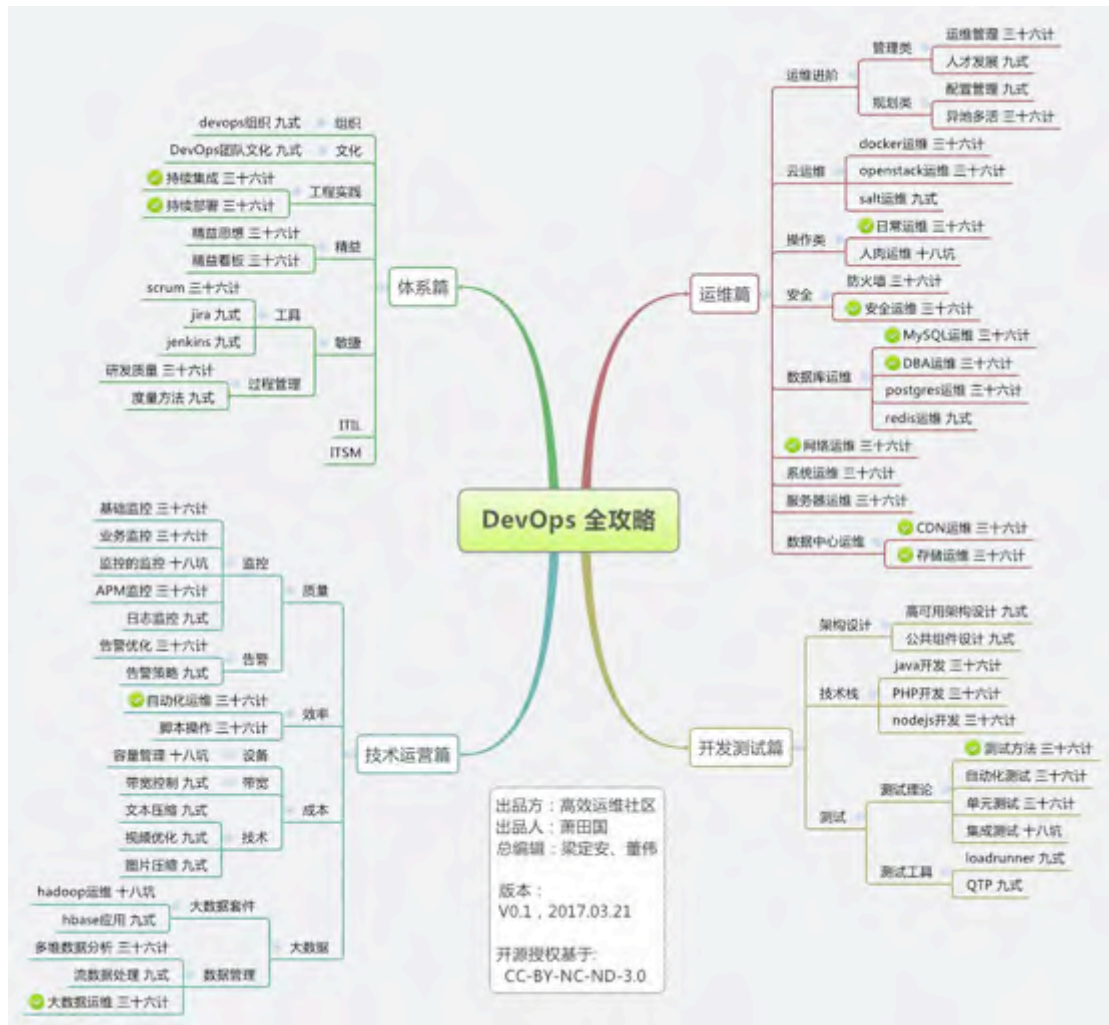 DevOps 全攻略
体系篇
组织
devops组织 九式
文化
DevOps团队文化 九式
工程实践
持续集成 三十六计
持续部署 三十六计
精益
精益思想 三十六计
精益看板 三十六计
敏捷
工具
scrum 三十六计
jira 九式
jenkins 九式
过程管理
研发质量 三十六计
度量方法 九式
ITIL
ITSM
运维篇
运维进阶
管理类
运维管理 三十六计
人才发展 九式
规划类
配置管理 九式
异地多活 三十六计
云运维
docker运维 三十六计
openstack运维 三十六计
salt运维 九式
操作类
日常运维 三十六计
人肉运维 十八坑
安全
防火墙 三十六计
安全运维 三十六计
数据库运维
MySQL运维 三十六计
DBA运维 三十六计
postgres运维 三十六计
redis运维 九式
网络运维 三十六计
系统运维 三十六计
服务器运维 三十六计
数据中心运维
CDN运维 三十六计
存储运维 三十六计
技术运营篇
质量
监控
基础监控 三十六计
业务监控 三十六计
监控的监控 十八坑
APM监控 三十六计
日志监控 九式
告警
告警优化 三十六计
告警策略 九式
效率
自动化运维 三十六计
脚本操作 三十六计
成本
设备
容量管理 十八坑
带宽
带宽控制 九式
技术
文本压缩 九式
视频优化 九式
图片压缩 九式
大数据
大数据套件
hadoop运维 十八坑
hbase应用 九式
数据管理
多维数据分析 三十六计
流数据处理 九式
大数据运维 三十六计
开发测试篇
架构设计
高可用架构设计 九式
公共组件设计 九式
技术栈
java开发 三十六计
PHP开发 三十六计
nodejs开发 三十六计
测试
测试理论
测试方法 三十六计
自动化测试 三十六计
单元测试 三十六计
集成测试 十八坑
测试工具
loadrunner 九式
QTP 九式
出品方：高效运维社区
出品人：萧田国
总编辑：梁定安、董伟
版本：
V0.1，2017.03.21
开源授权基于:
CC-BY-NC-ND-3.0